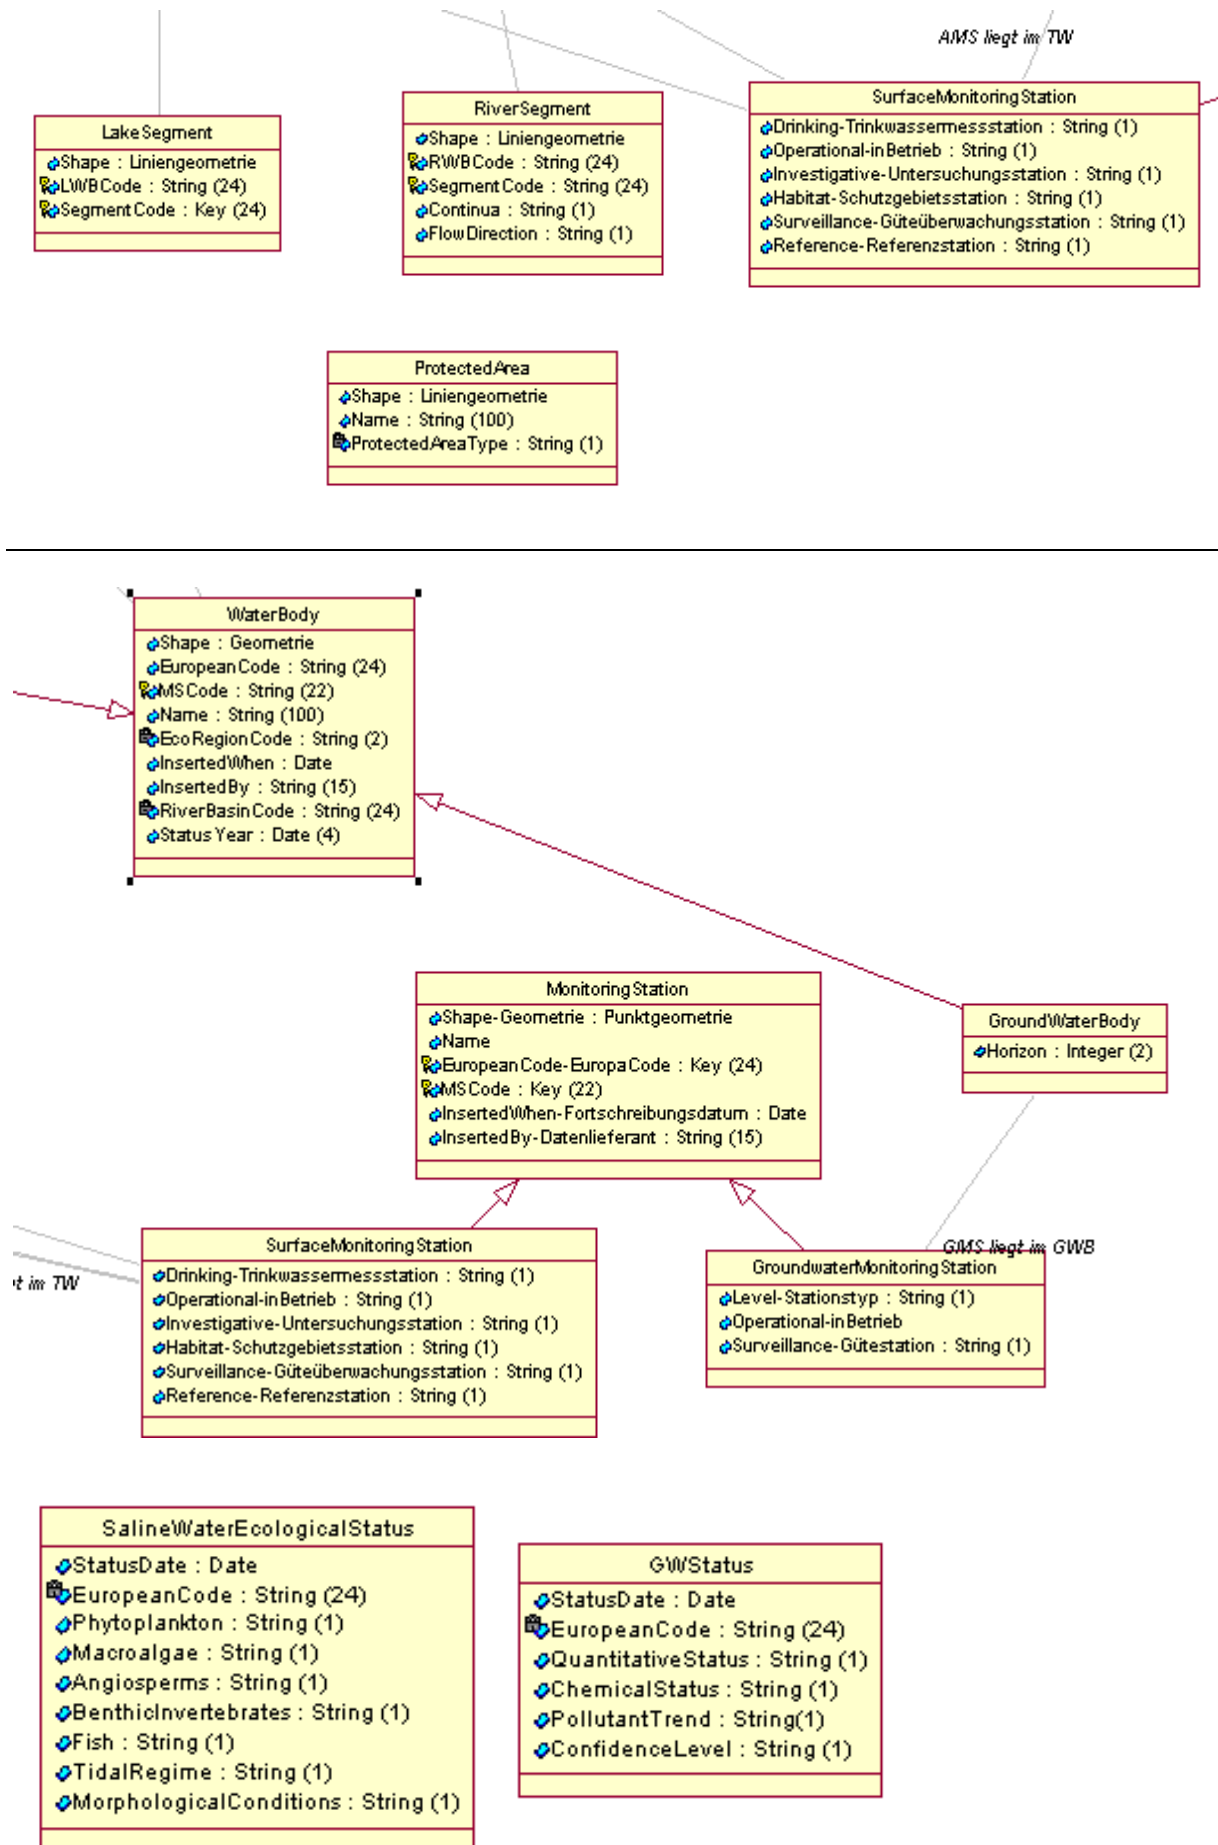 AMS liegt im TW
LakeSegment
Shape : Liniengeometrie
LWBCode : String (24)
SegmentCode : Key (24)
RiverSegment
Shape : Liniengeometrie
RWBCode : String (24)
SegmentCode : String (24)
Continua : String (1)
FlowDirection : String (1)
SurfaceMonitoringStation
Drinking-Trinkwassermessstation : String (1)
Operational-inBetrieb : String (1)
Investigative-Untersuchungsstation : String (1)
Habitat-Schutzgebietsstation : String (1)
Surveillance-Güteüberwachungsstation : String (1)
Reference-Referenzstation : String (1)
ProtectedArea
Shape : Liniengeometrie
Name : String (100)
ProtectedAreaType : String (1)
WaterBody
Shape : Geometrie
EuropeanCode : String (24)
MSCode : String (22)
Name : String (100)
EcoRegionCode : String (2)
InsertedWhen : Date
InsertedBy : String (15)
RiverBasinCode : String (24)
StatusYear : Date (4)
MonitoringStation
Shape-Geometrie : Punktgeometrie
Name
EuropeanCode-EuropaCode : Key (24)
MSCode : Key (22)
InsertedWhen-Fortschreibungsdatum : Date
InsertedBy-Datenlieferant : String (15)
GroundWaterBody
Horizon : Integer (2)
im TW
SurfaceMonitoringStation
Drinking-Trinkwassermessstation : String (1)
Operational-inBetrieb : String (1)
Investigative-Untersuchungsstation : String (1)
Habitat-Schutzgebietsstation : String (1)
Surveillance-Güteüberwachungsstation : String (1)
Reference-Referenzstation : String (1)
GMS liegt im GWB
GroundwaterMonitoringStation
Level-Stationstyp : String (1)
Operational-inBetrieb
Surveillance-Gütestation : String (1)
SalineWaterEcologicalStatus
StatusDate : Date
EuropeanCode : String (24)
Phytoplankton : String (1)
Macroalgae : String (1)
Angiosperms : String (1)
BenthicInvertebrates : String (1)
Fish : String (1)
TidalRegime : String (1)
MorphologicalConditions : String (1)
GWStatus
StatusDate : Date
EuropeanCode : String (24)
QuantitativeStatus : String (1)
ChemicalStatus : String (1)
PollutantTrend : String(1)
ConfidenceLevel : String (1)